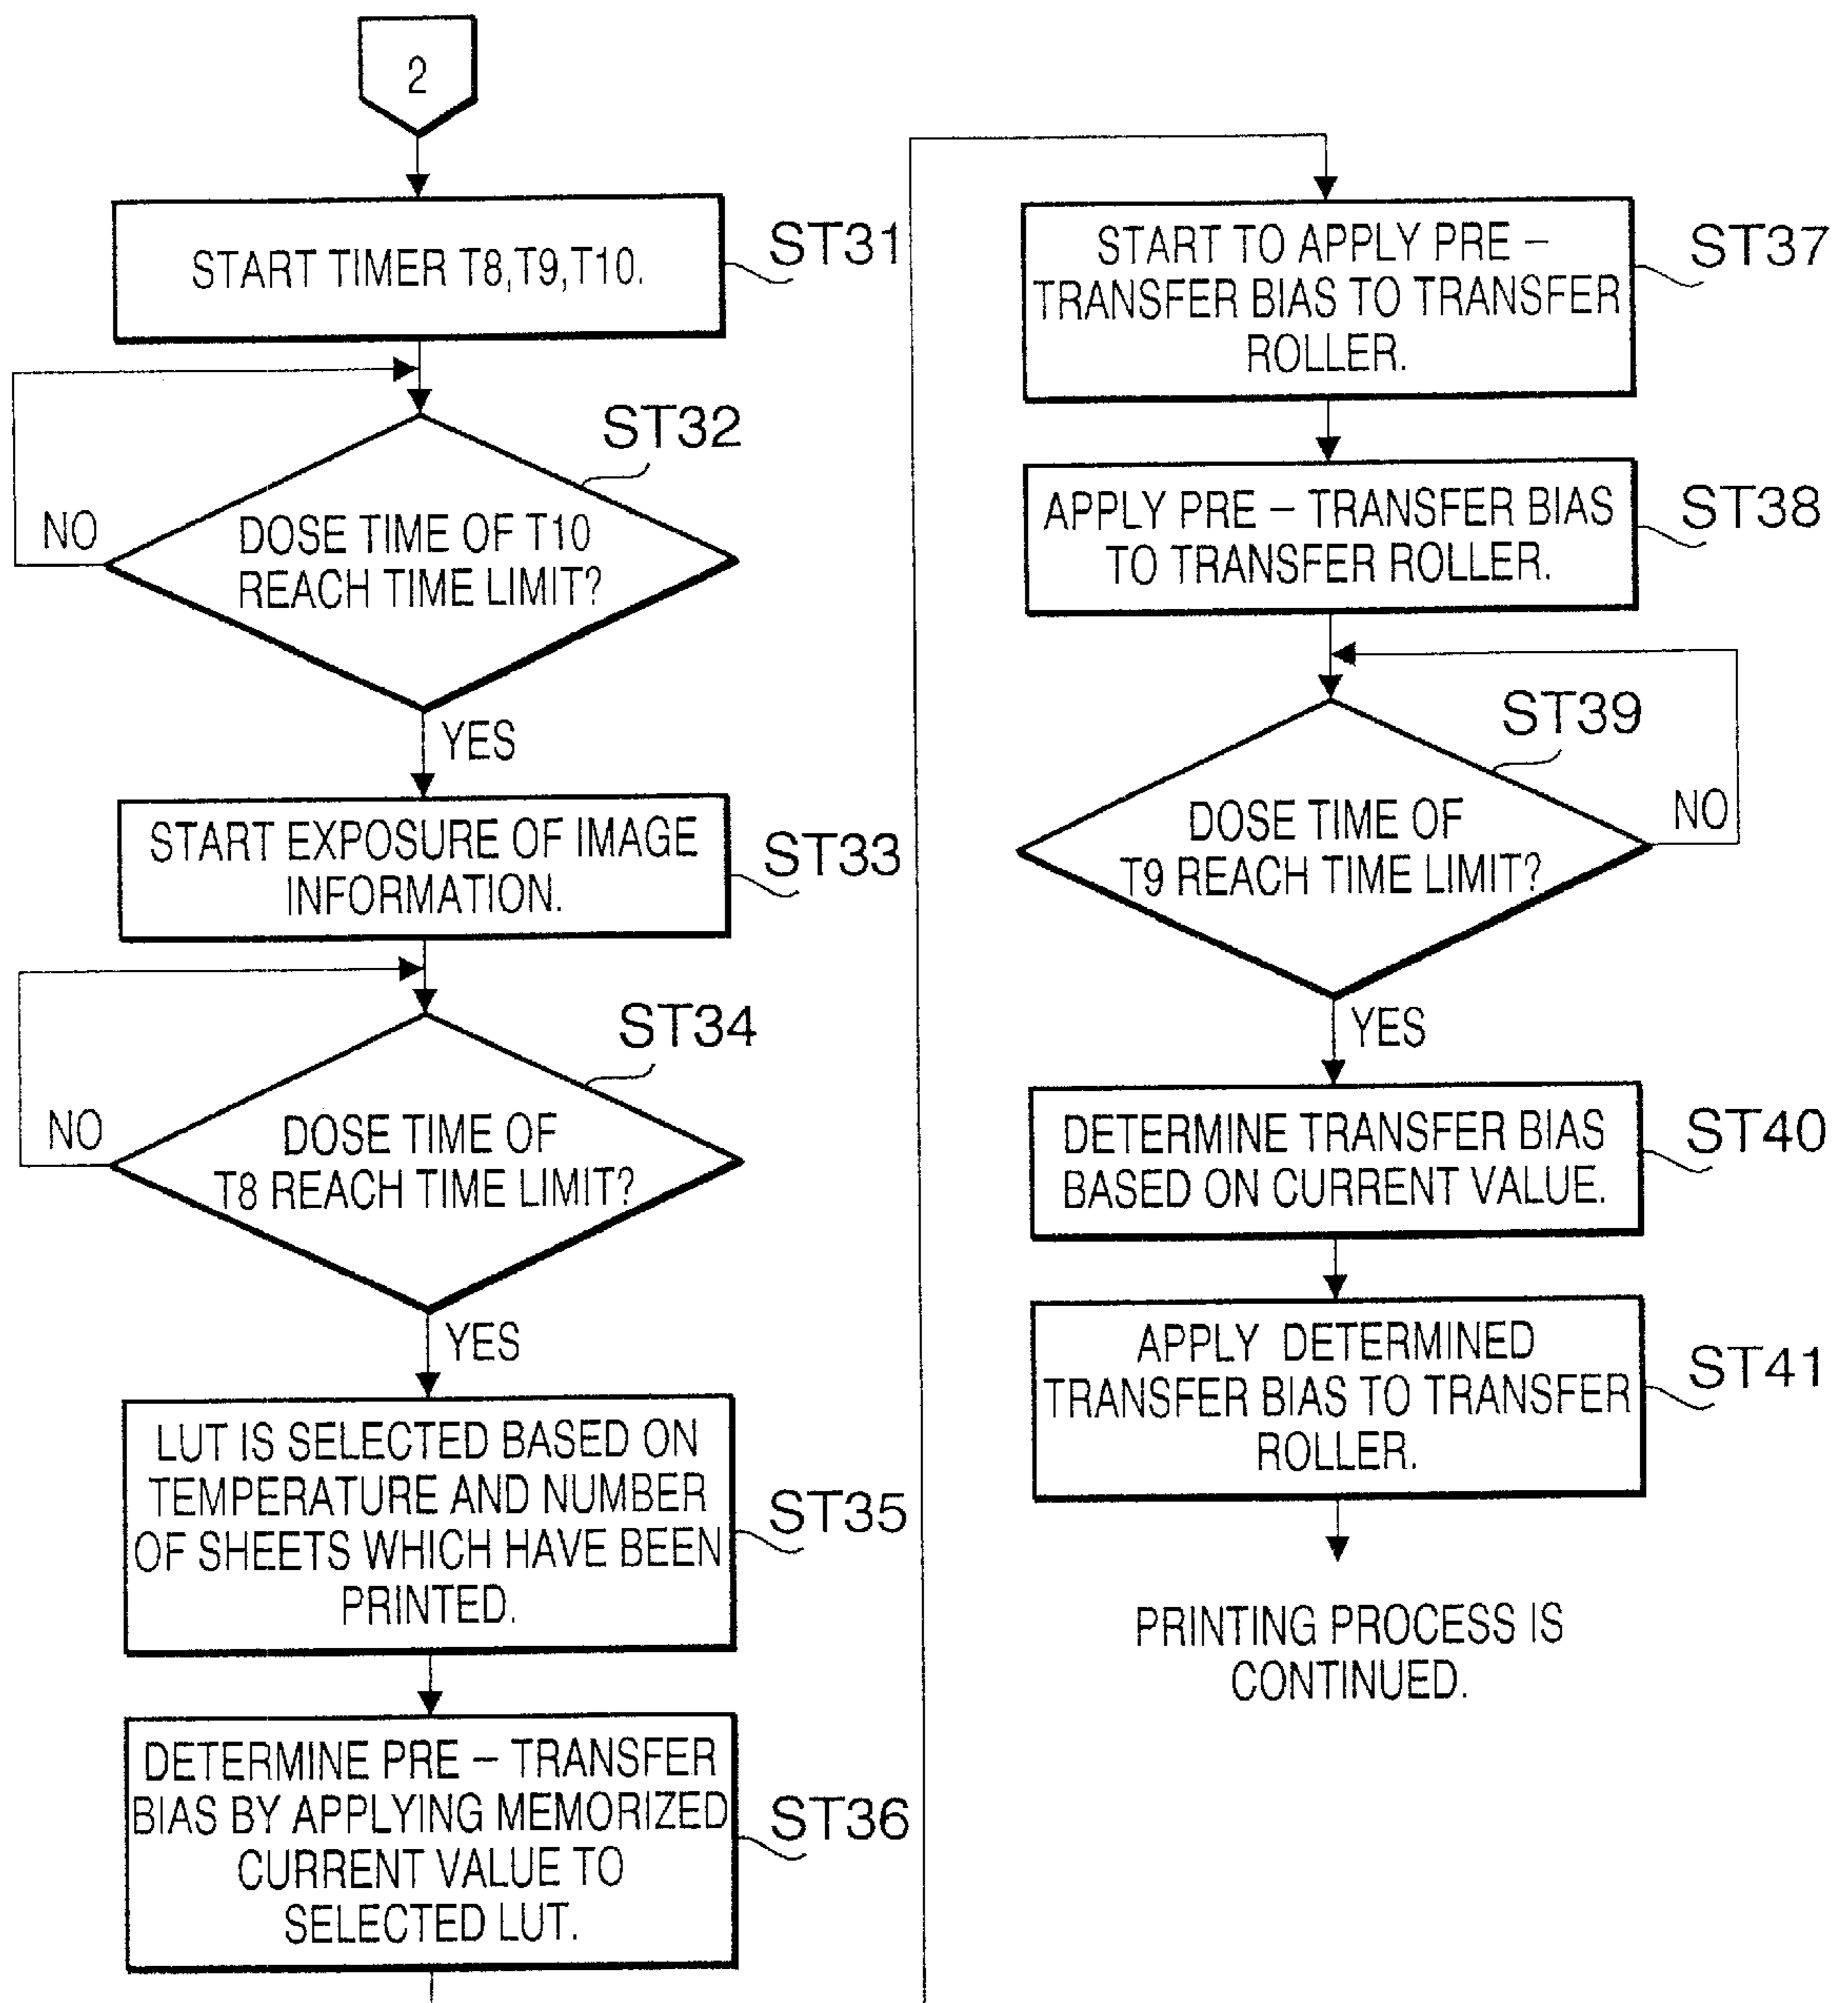 2
START TIMER T8,T9,T10.
ST31
ST32
DOSE TIME OF T10
REACH TIME LIMIT?
NO
YES
START EXPOSURE OF IMAGE
INFORMATION.
ST33
ST34
DOSE TIME OF
T8 REACH TIME LIMIT?
NO
YES
LUT IS SELECTED BASED ON
TEMPERATURE AND NUMBER
OF SHEETS WHICH HAVE BEEN
PRINTED.
ST35
DETERMINE PRE – TRANSFER
BIAS BY APPLYING MEMORIZED
CURRENT VALUE TO
SELECTED LUT.
ST36
START TO APPLY PRE –
TRANSFER BIAS TO TRANSFER
ROLLER.
ST37
APPLY PRE – TRANSFER BIAS
TO TRANSFER ROLLER.
ST38
ST39
DOSE TIME OF
T9 REACH TIME LIMIT?
NO
YES
DETERMINE TRANSFER BIAS
BASED ON CURRENT VALUE.
ST40
APPLY DETERMINED
TRANSFER BIAS TO TRANSFER
ROLLER.
ST41
PRINTING PROCESS IS
CONTINUED.